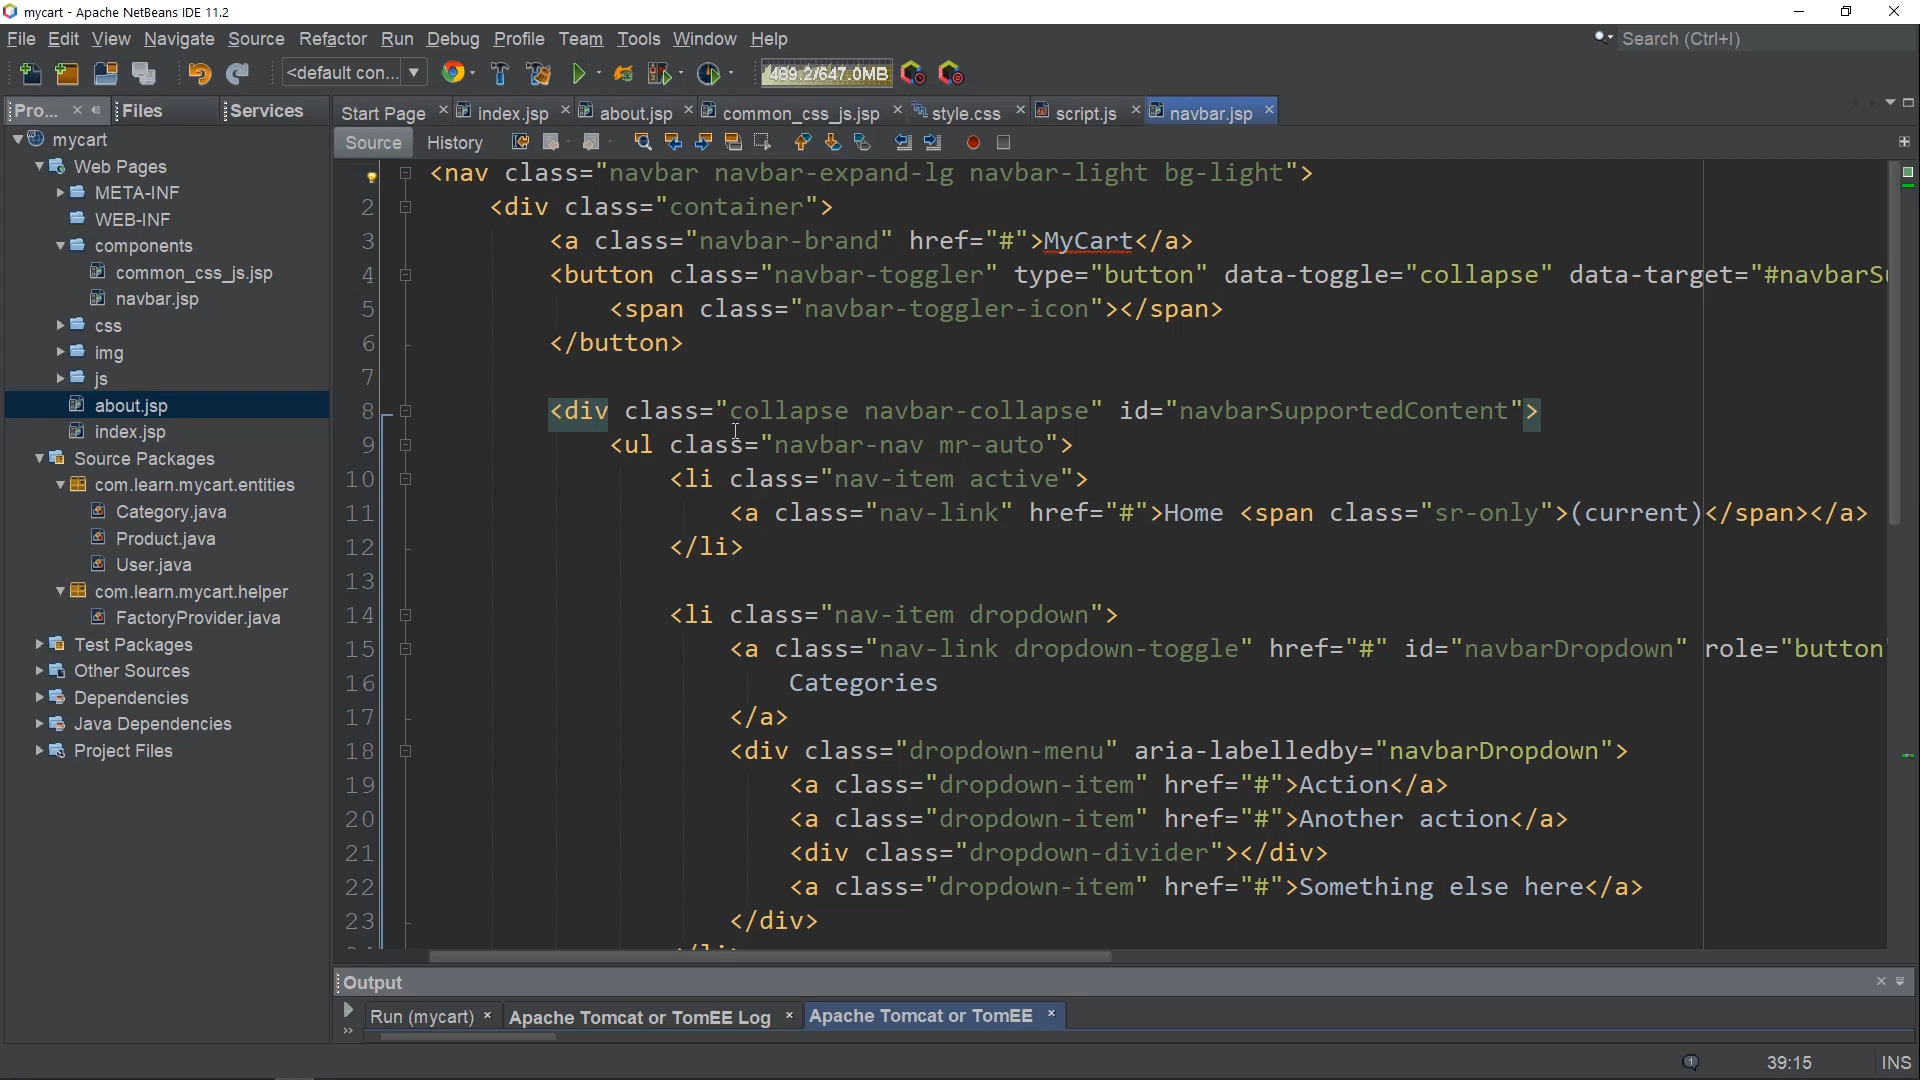 mycart - Apache NetBeans IDE 11.2
File Edit View Navigate Source Refactor Run Debug Profile Team Tools Window Help
Search (Ctrl+I)
<default con...
489.2/647.0MB
Pro... Files Services
Start Page index.jsp about.jsp common_css_js.jsp style.css script.js navbar.jsp
Source History
mycart
Web Pages
META-INF
WEB-INF
components
common_css_js.jsp
navbar.jsp
css
img
js
about.jsp
index.jsp
Source Packages
com.learn.mycart.entities
Category.java
Product.java
User.java
com.learn.mycart.helper
FactoryProvider.java
Test Packages
Other Sources
Dependencies
Java Dependencies
Project Files
<nav class="navbar navbar-expand-lg navbar-light bg-light">
2 <div class="container">
3 <a class="navbar-brand" href="#">MyCart</a>
4 <button class="navbar-toggler" type="button" data-toggle="collapse" data-target="#navbarSu
5 <span class="navbar-toggler-icon"></span>
6 </button>
7
8 <div class="collapse navbar-collapse" id="navbarSupportedContent">
9 <ul class="navbar-nav mr-auto">
10 <li class="nav-item active">
11 <a class="nav-link" href="#">Home <span class="sr-only">(current)</span></a>
12 </li>
13
14 <li class="nav-item dropdown">
15 <a class="nav-link dropdown-toggle" href="#" id="navbarDropdown" role="button"
16 Categories
17 </a>
18 <div class="dropdown-menu" aria-labelledby="navbarDropdown">
19 <a class="dropdown-item" href="#">Action</a>
20 <a class="dropdown-item" href="#">Another action</a>
21 <div class="dropdown-divider"></div>
22 <a class="dropdown-item" href="#">Something else here</a>
23 </div>
Output
Run (mycart) Apache Tomcat or TomEE Log Apache Tomcat or TomEE
39:15 INS